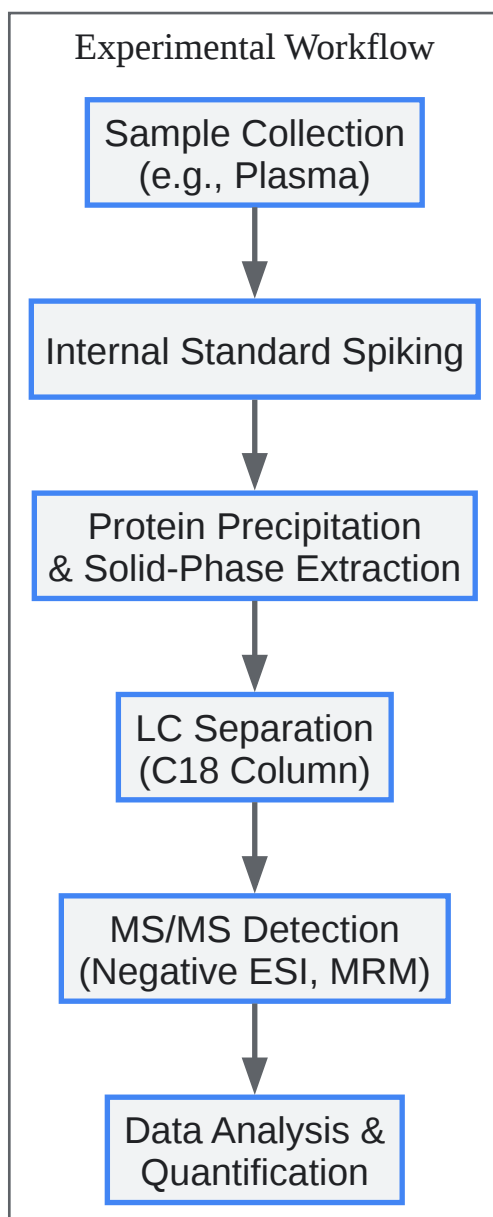 Experimental Workflow
Sample Collection
(e.g., Plasma)
Internal Standard Spiking
Protein Precipitation
& Solid-Phase Extraction
LC Separation
(C18 Column)
MS/MS Detection
(Negative ESI, MRM)
Data Analysis &
Quantification